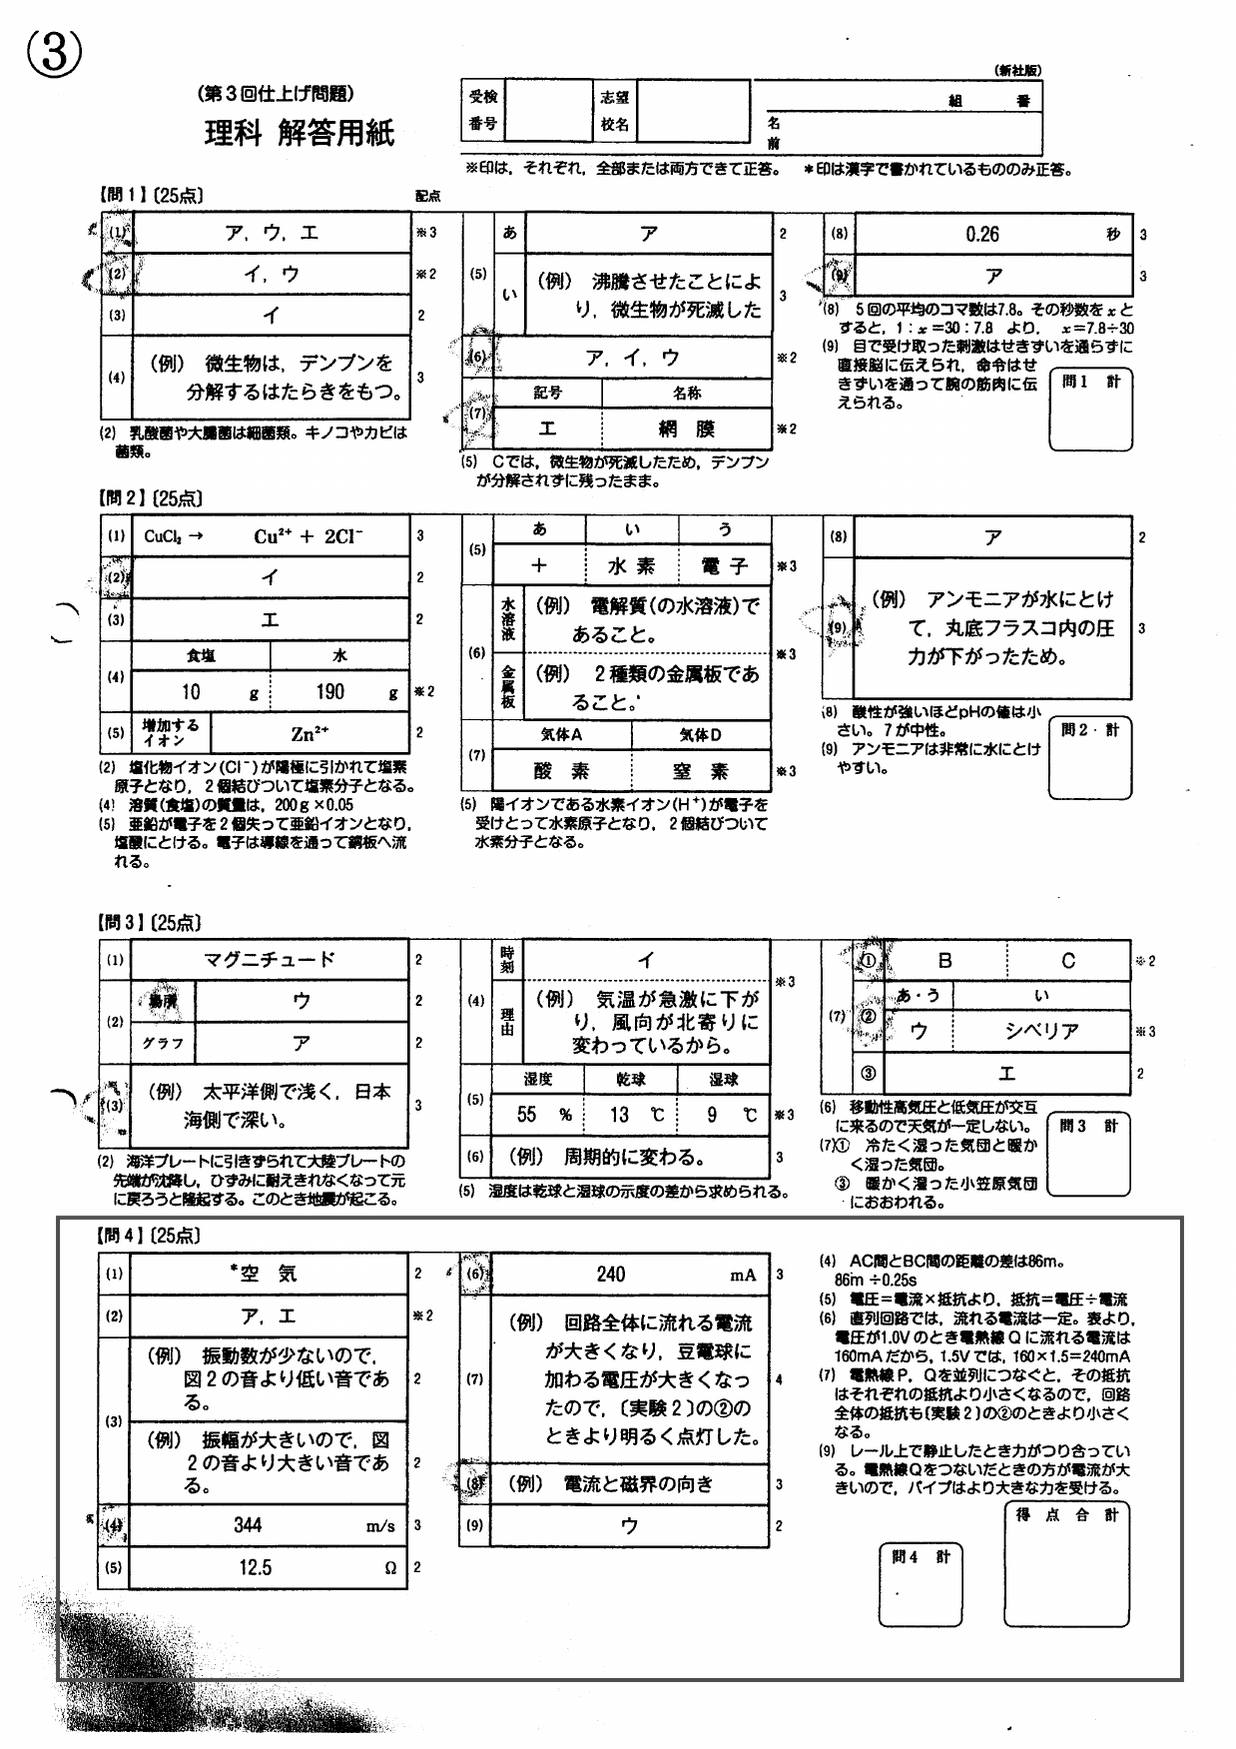 (3)
(新社版)
(第3回仕上げ問題)
理科 解答用紙
受検番号
志望校名
組 番
名前
※印は，それぞれ，全部または両方できて正答。 *印は漢字で書かれているもののみ正答。
【問1】〔25点〕
配点
(1) ア，ウ，エ ※3
(2) イ，ウ ※2
(3) イ 2
(4) (例) 微生物は，デンプンを
分解するはたらきをもつ。 3
(2) 乳酸菌や大腸菌は細菌類。キノコやカビは
菌類。
(5) あ ア 2
い (例) 沸騰させたことによ
り，微生物が死滅した 3
(6) ア，イ，ウ ※2
(7) 記号 名称
エ 網膜 ※2
(5) Cでは，微生物が死滅したため，デンプン
が分解されずに残ったまま。
(8) 0.26 秒 3
(9) ア 3
(8) 5回の平均のコマ数は7.8。その秒数をxと
すると，1：x＝30：7.8 より， x＝7.8÷30
(9) 目で受け取った刺激はせきずいを通らずに
直接脳に伝えられ，命令はせ
きずいを通って腕の筋肉に伝
えられる。
問1 計
【問2】〔25点〕
(1) CuCl₂ → Cu²⁺ + 2Cl⁻ 3
(2) イ 2
(3) エ 2
(4) 食塩 水
10 g 190 g ※2
(5) 増加するイオン Zn²⁺ 2
(2) 塩化物イオン(Cl⁻)が陽極に引かれて塩素
原子となり，2個結びついて塩素分子となる。
(4) 溶質(食塩)の質量は，200g×0.05
(5) 亜鉛が電子を2個失って亜鉛イオンとなり，
塩酸にとける。電子は導線を通って銅板へ流
れる。
(5) あ い う
＋ 水素 電子 ※3
(6) 水溶液 (例) 電解質(の水溶液)で
あること。
金属板 (例) 2種類の金属板であ
ること。 ※3
(7) 気体A 気体D
酸素 窒素 ※3
(5) 陽イオンである水素イオン(H⁺)が電子を
受けとって水素原子となり，2個結びついて
水素分子となる。
(8) ア 2
(9) (例) アンモニアが水にとけ
て，丸底フラスコ内の圧
力が下がったため。 3
(8) 酸性が強いほどpHの値は小
さい。7が中性。
(9) アンモニアは非常に水にとけ
やすい。
問2 計
【問3】〔25点〕
(1) マグニチュード 2
(2) 場所 ウ 2
グラフ ア 2
(3) (例) 太平洋側で浅く，日本
海側で深い。 3
(2) 海洋プレートに引きずられて大陸プレートの
先端が沈降し，ひずみに耐えきれなくなって元
に戻ろうと隆起する。このとき地震が起こる。
(4) 時刻 イ
理由 (例) 気温が急激に下が
り，風向が北寄りに
変わっているから。 ※3
(5) 湿度 乾球 湿球
55 % 13 ℃ 9 ℃ ※3
(6) (例) 周期的に変わる。 3
(5) 湿度は乾球と湿球の示度の差から求められる。
(7) ① B C ※2
② あ・う い
ウ シベリア ※3
③ エ 2
(6) 移動性高気圧と低気圧が交互
に来るので天気が一定しない。
(7)① 冷たく湿った気団と暖か
く湿った気団。
③ 暖かく湿った小笠原気団
におおわれる。
問3 計
【問4】〔25点〕
(1) *空気 2
(2) ア，エ ※2
(3) (例) 振動数が少ないので，
図2の音より低い音であ
る。 2
(例) 振幅が大きいので，図
2の音より大きい音であ
る。 2
(4) 344 m/s 3
(5) 12.5 Ω 2
(6) 240 mA 3
(7) (例) 回路全体に流れる電流
が大きくなり，豆電球に
加わる電圧が大きくなっ
たので，〔実験2〕の②の
ときより明るく点灯した。 4
(8) (例) 電流と磁界の向き 3
(9) ウ 2
(4) AC間とBC間の距離の差は86m。
86m÷0.25s
(5) 電圧＝電流×抵抗より，抵抗＝電圧÷電流
(6) 直列回路では，流れる電流は一定。表より，
電圧が1.0Vのとき電熱線Qに流れる電流は
160mAだから，1.5Vでは，160×1.5=240mA
(7) 電熱線P，Qを並列につなぐと，その抵抗
はそれぞれの抵抗より小さくなるので，回路
全体の抵抗も〔実験2〕の②のときより小さく
なる。
(9) レール上で静止したとき力がつり合ってい
る。電熱線Qをつないだときの方が電流が大
きいので，パイプはより大きな力を受ける。
問4 計
得点合計